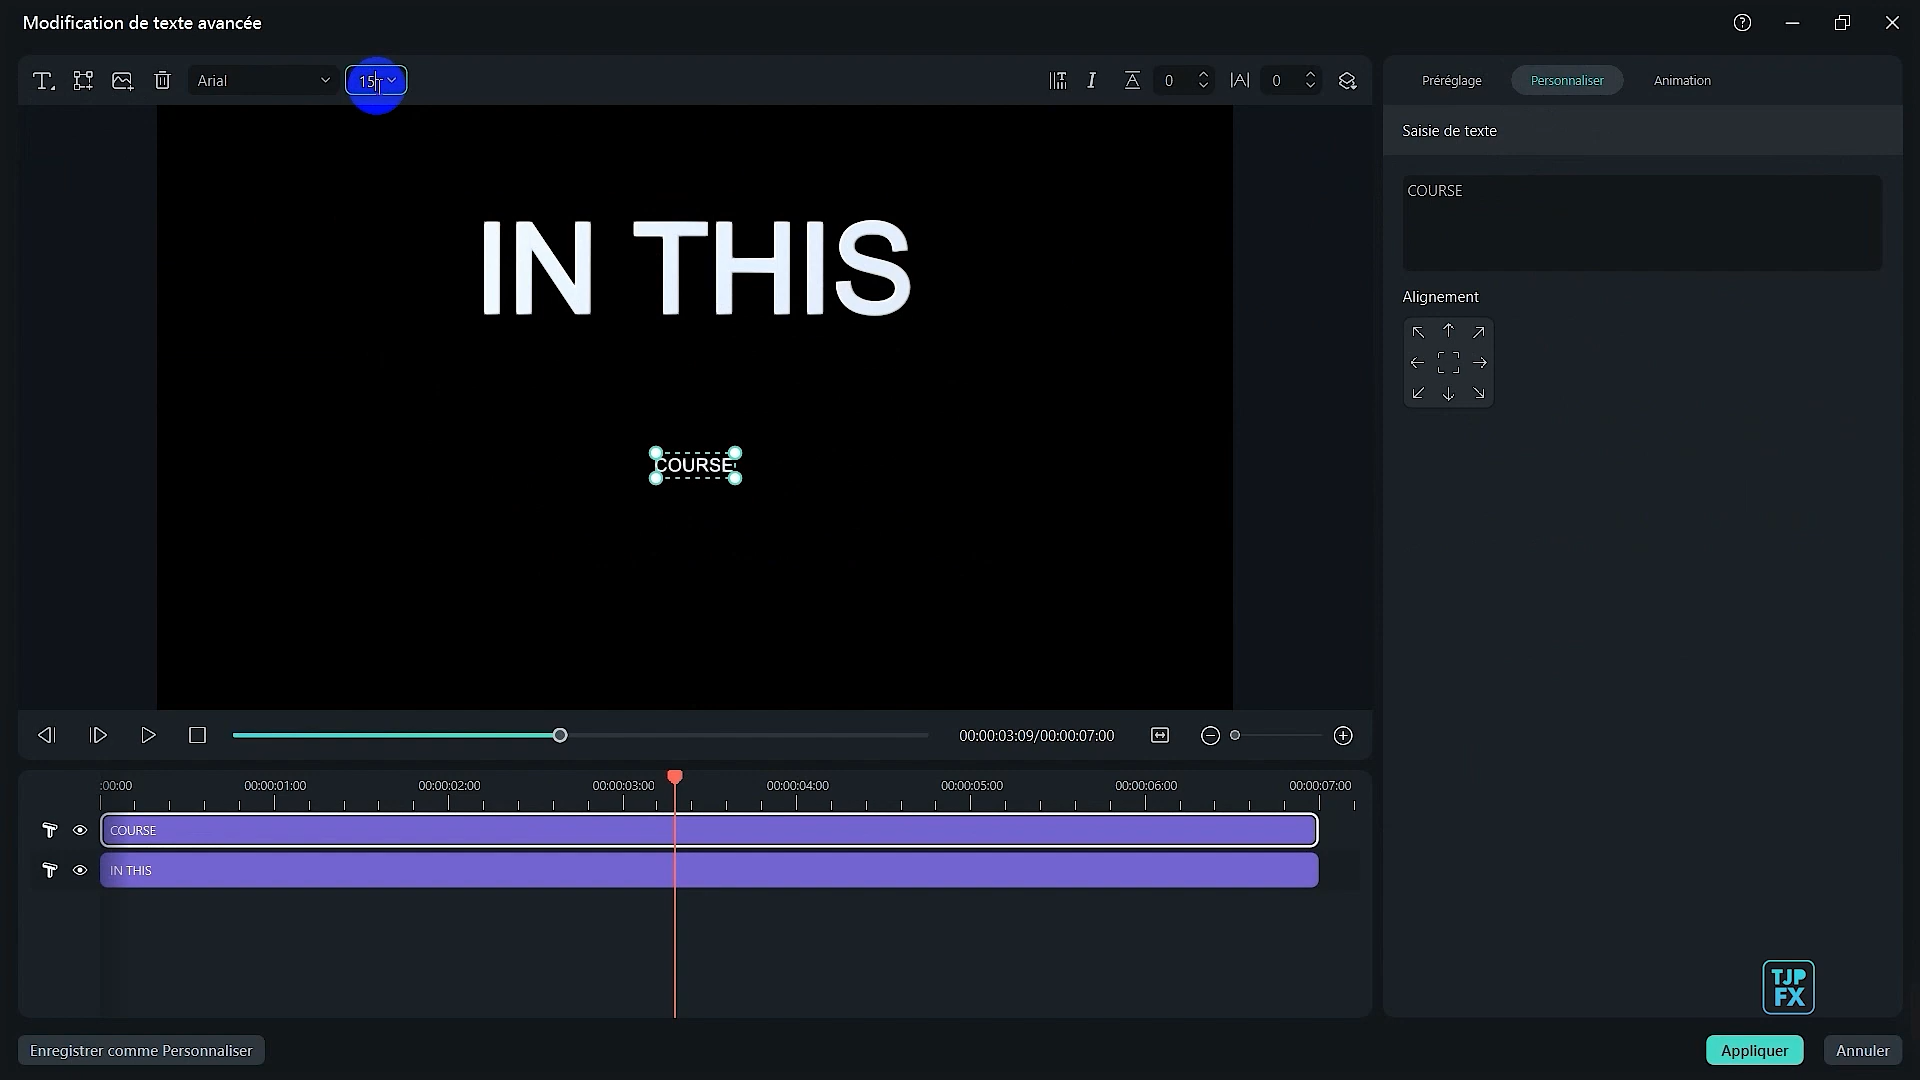 Modification de texte avancée
Arial
15
0
0
Préréglage
Personnaliser
Animation
Saisie de texte
COURSE
Alignement
IN THIS
COURSE
00:00:03:09/00:00:07:00
:00:00
00:00:01:00
00:00:02:00
00:00:03:00
00:00:04:00
00:00:05:00
00:00:06:00
00:00:07:00
COURSE
IN THIS
TJP
FX
Enregistrer comme Personnaliser
Appliquer
Annuler